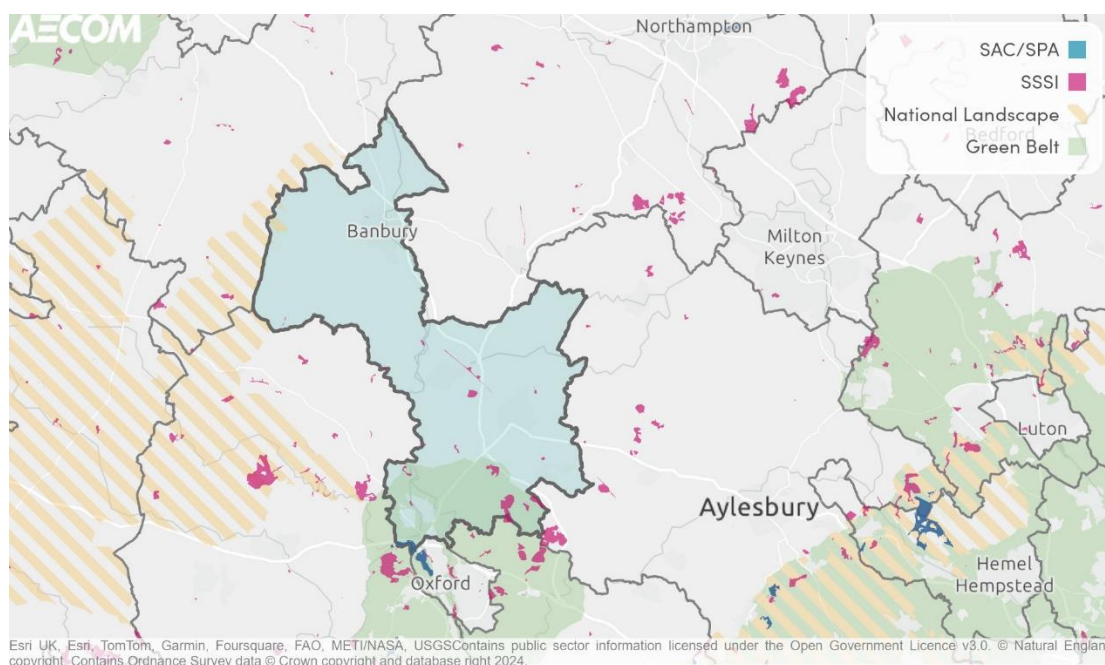 AECOM
Northampton
SAC/SPA
SSSI
National Landscape
Bedford
Green Belt
Banbury
Milton
Keynes
Luton
Aylesbury
Hemel
Hempstead
Oxford
Esri UK, Esri, TomTom, Garmin, Foursquare, FAO, METI/NASA, USGSContains public sector information licensed under the Open Government Licence v3.0. © Natural Englan
copyright. Contains Ordnance Survey data © Crown copyright and database right 2024.